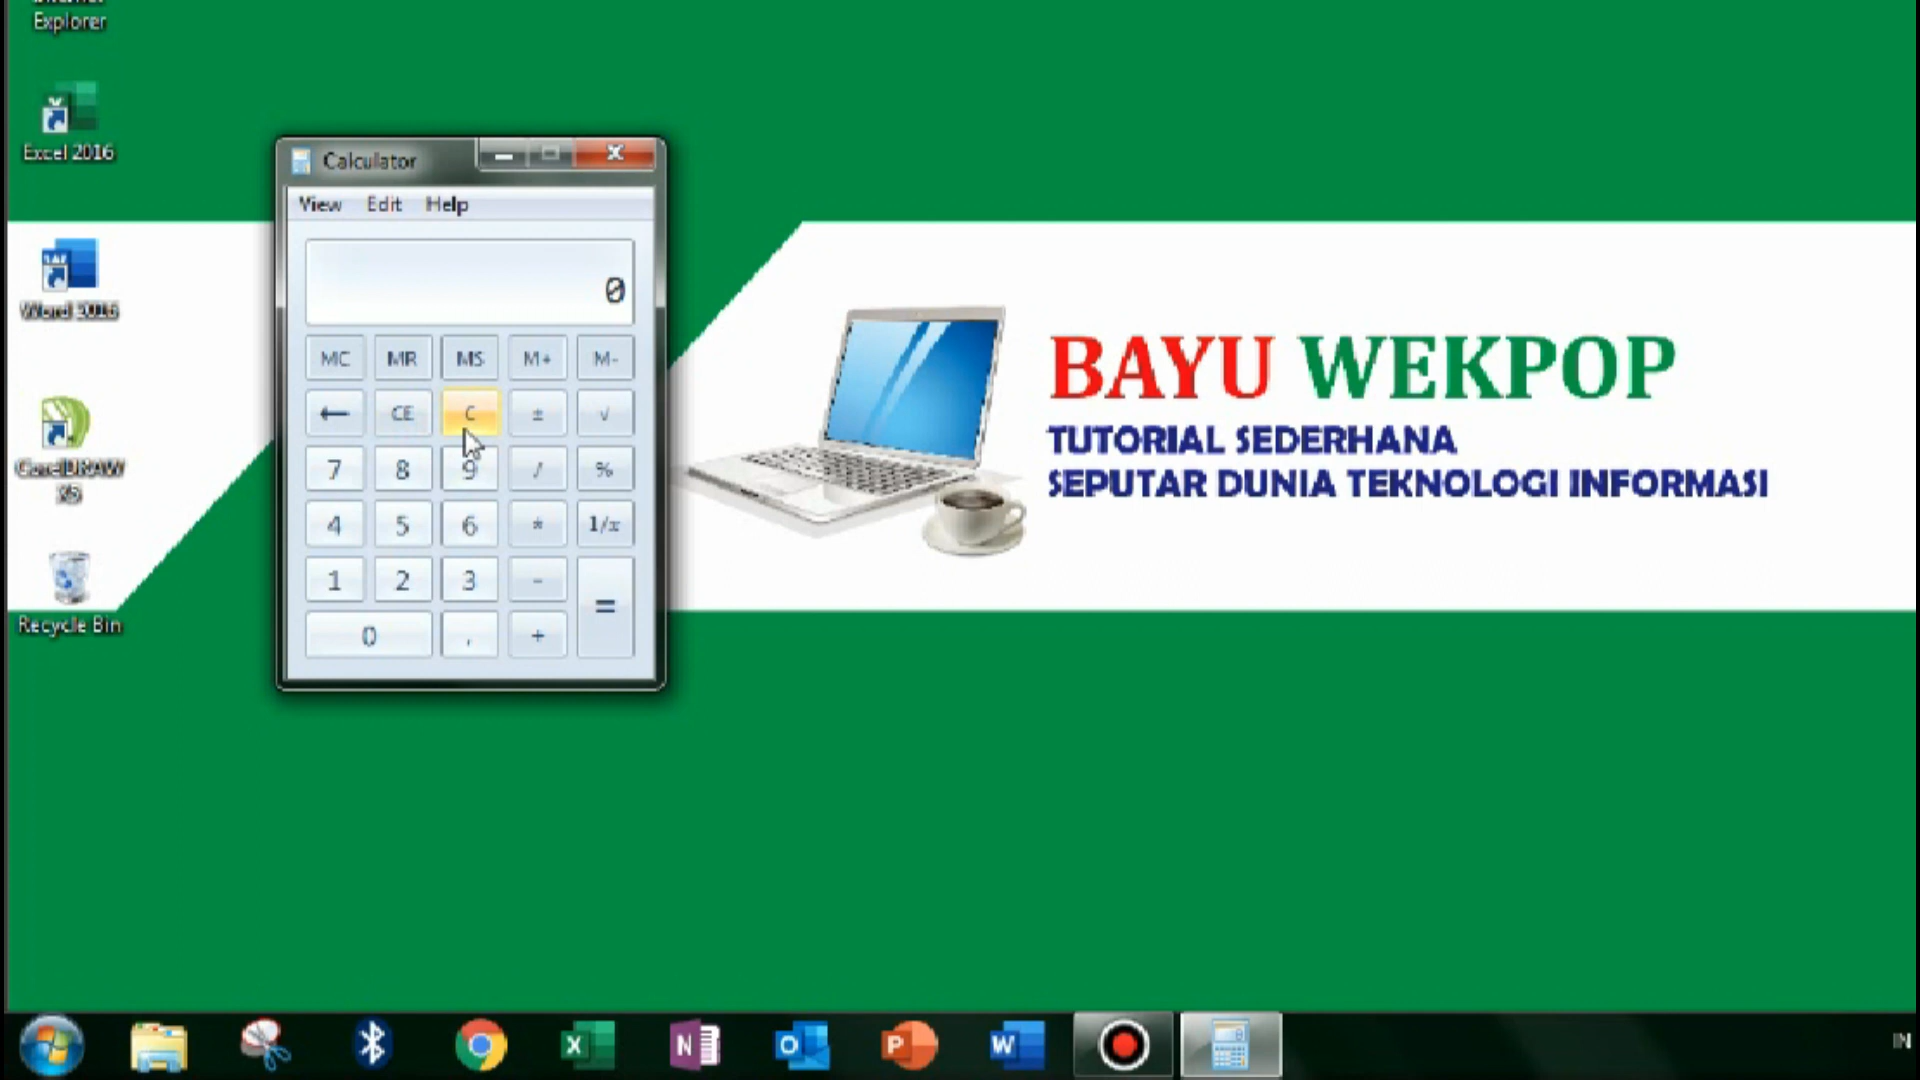 Explorer
Excel 2016
Recycle Bin
Calculator
View Edit Help
0
MC MR MS M+ M-
← CE C ± √
7 8 9 / %
4 5 6 * 1/x
1 2 3 - =
0 , +
BAYU WEKPOP
TUTORIAL SEDERHANA
SEPUTAR DUNIA TEKNOLOGI INFORMASI
X N O P W
IN